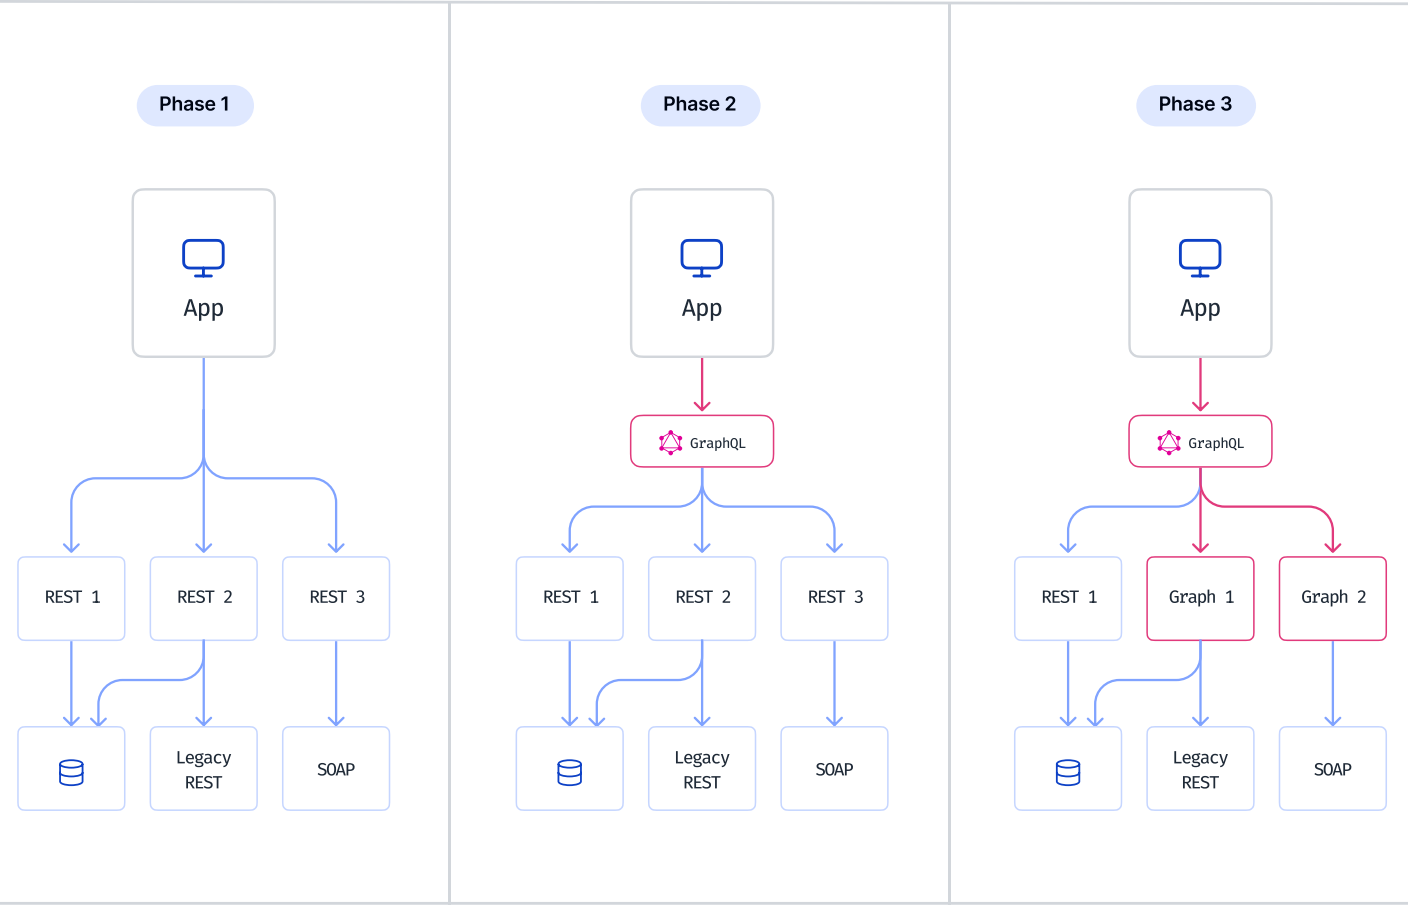 Phase 1
App
REST 1
REST 2
REST 3
Legacy
REST
SOAP
Phase 2
App
GraphQL
REST 1
REST 2
REST 3
Legacy
REST
SOAP
Phase 3
App
GraphQL
REST 1
Graph 1
Graph 2
Legacy
REST
SOAP